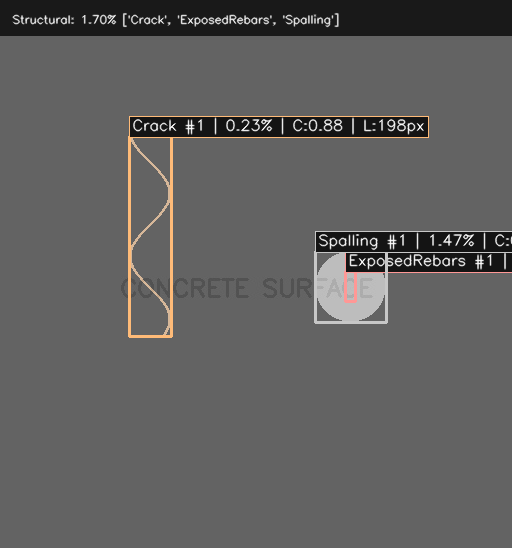 Structural: 1.70% ['Crack', 'ExposedRebars', 'Spalling']
Crack #1 | 0.23% | C:0.88 | L:198px
Spalling #1 | 1.47% | C:
ExposedRebars #1 |
CONCRETE SURFACE